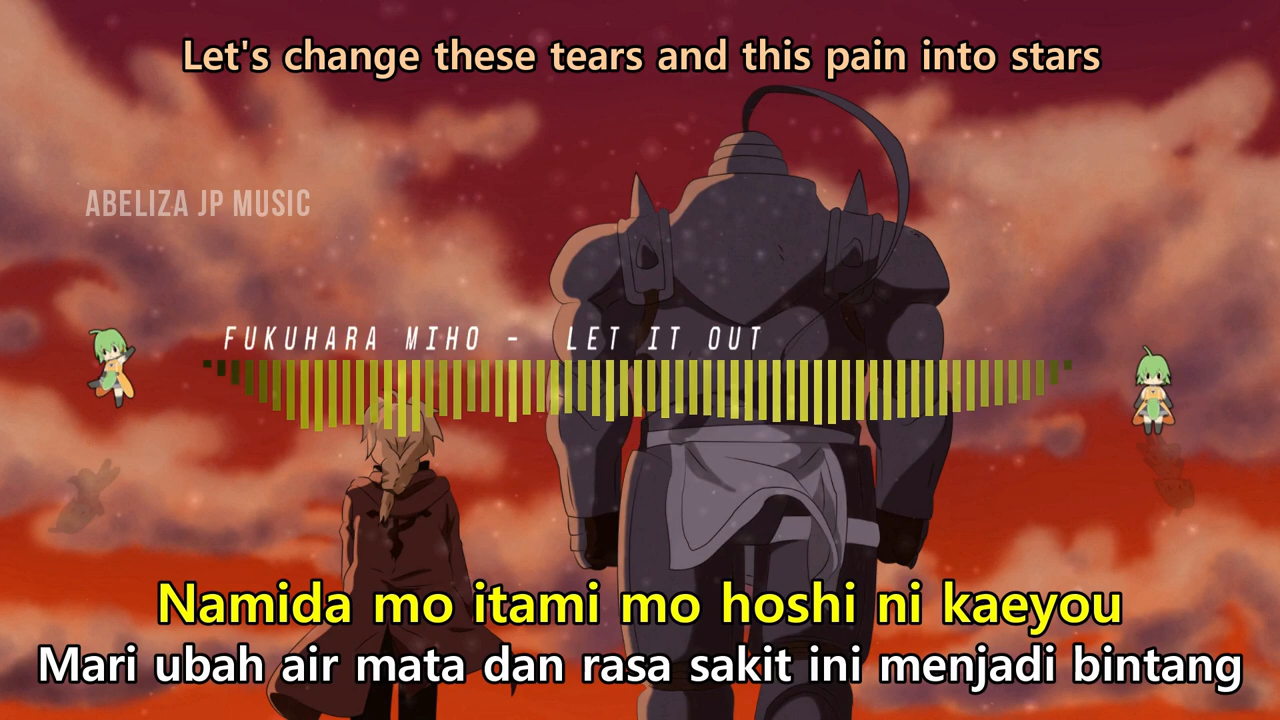 Let's change these tears and this pain into stars
ABELIZA JP MUSIC
FUKUHARA MIHO - LET IT OUT
Namida mo itami mo hoshi ni kaeyou
Mari ubah air mata dan rasa sakit ini menjadi bintang